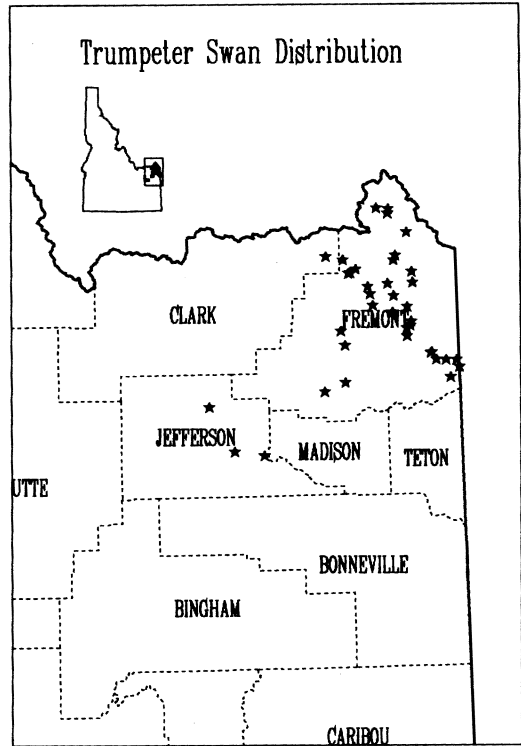 Trumpeter Swan Distribution
CLARK
FREMONT
JEFFERSON
MADISON
TETON
UTTE
BONNEVILLE
BINGHAM
CARIBOU